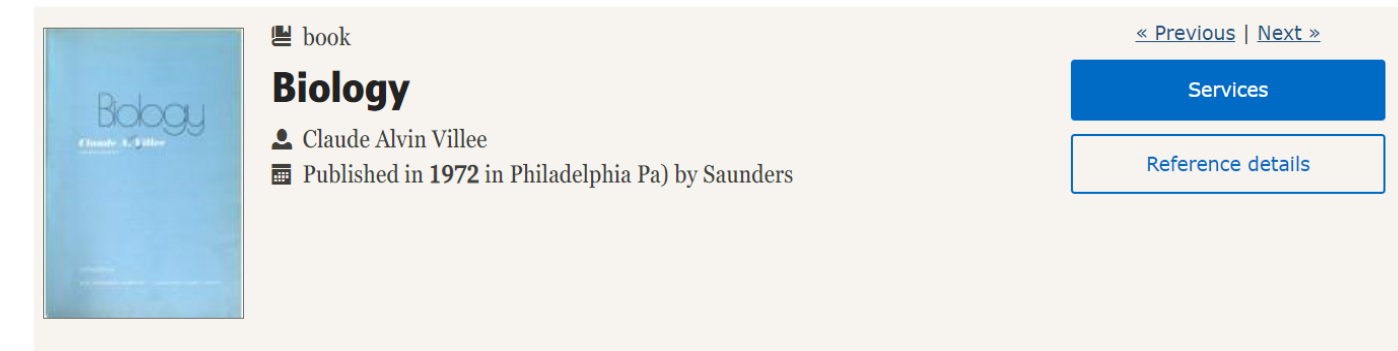 book
Biology
Claude Alvin Villee
Published in 1972 in Philadelphia Pa) by Saunders
« Previous | Next »
Services
Reference details
Biology
Claude A. Villee